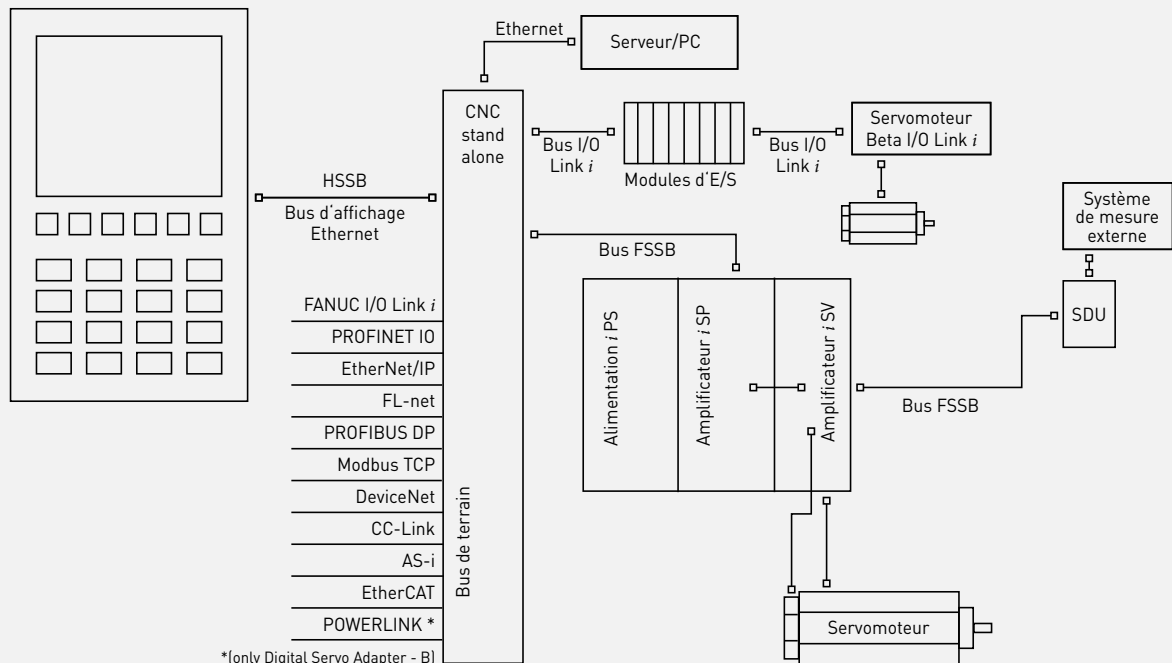 Ethernet
Serveur/PC
CNC
stand
alone
Bus I/O
Link i
Modules d'E/S
Bus I/O
Link i
Servomoteur
Beta I/O Link i
HSSB
Bus d'affichage
Ethernet
Bus FSSB
Système
de mesure
externe
SDU
Bus FSSB
Alimentation i PS
Amplificateur i SP
Amplificateur i SV
FANUC I/O Link i
PROFINET IO
EtherNet/IP
FL-net
PROFIBUS DP
Modbus TCP
DeviceNet
CC-Link
AS-i
EtherCAT
POWERLINK *
*(only Digital Servo Adapter - B)
Bus de terrain
Servomoteur